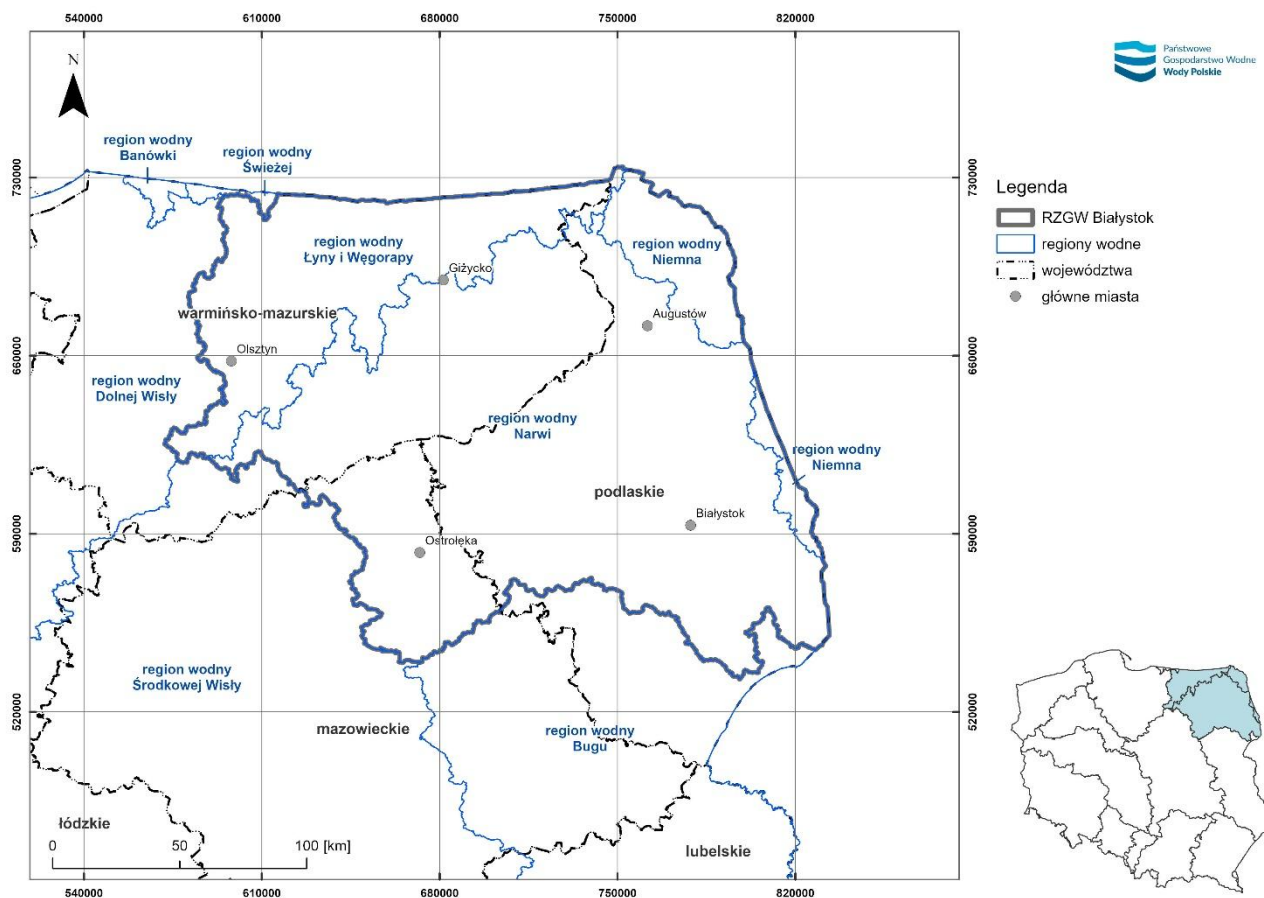 540000
610000
680000
750000
820000
N
Państwowe
Gospodarstwo Wodne
Wody Polskie
region wodny
Banówki
region wodny
Świeżej
730000
730000
Legenda
RZGW Białystok
regiony wodne
województwa
główne miasta
region wodny
Łyny i Węgorapy
region wodny
Niemna
Giżycko
warmińsko-mazurskie
Augustów
Olsztyn
660000
660000
region wodny
Dolnej Wisły
region wodny
Narwi
region wodny
Niemna
podlaskie
Białystok
590000
590000
Ostrołęka
region wodny
Środkowej Wisły
520000
520000
mazowieckie
region wodny
Bugu
łódzkie
lubelskie
0
50
100 [km]
540000
610000
680000
750000
820000